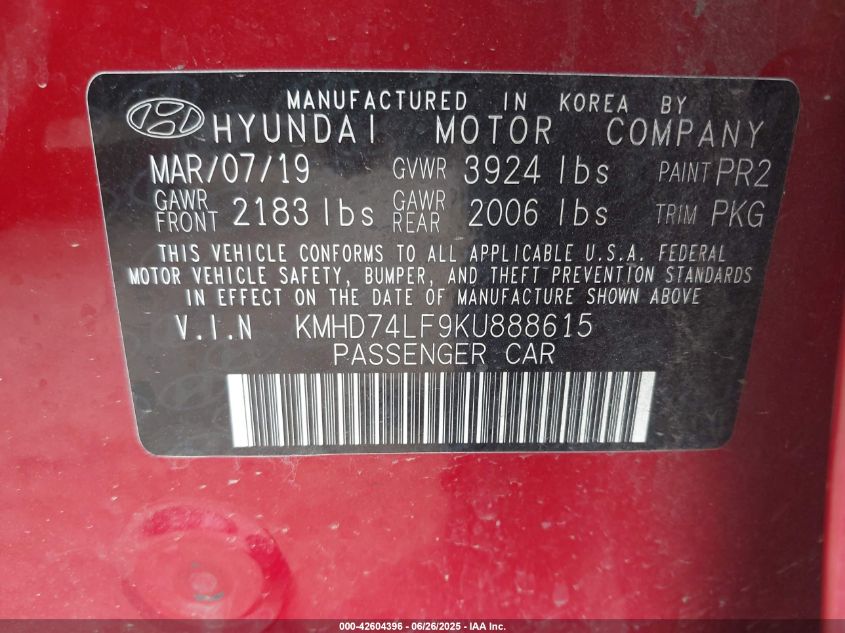 MANUFACTURED IN KOREA BY
HYUNDAI MOTOR COMPANY
MAR/07/19 GVWR 3924 lbs PAINT PR2
GAWR FRONT 2183 lbs GAWR REAR 2006 lbs TRIM PKG
THIS VEHICLE CONFORMS TO ALL APPLICABLE U.S.A. FEDERAL
MOTOR VEHICLE SAFETY, BUMPER, AND THEFT PREVENTION STANDARDS
IN EFFECT ON THE DATE OF MANUFACTURE SHOWN ABOVE
V.I.N KMHD74LF9KU888615
PASSENGER CAR
000-42604396 - 06/26/2025 - IAA Inc.